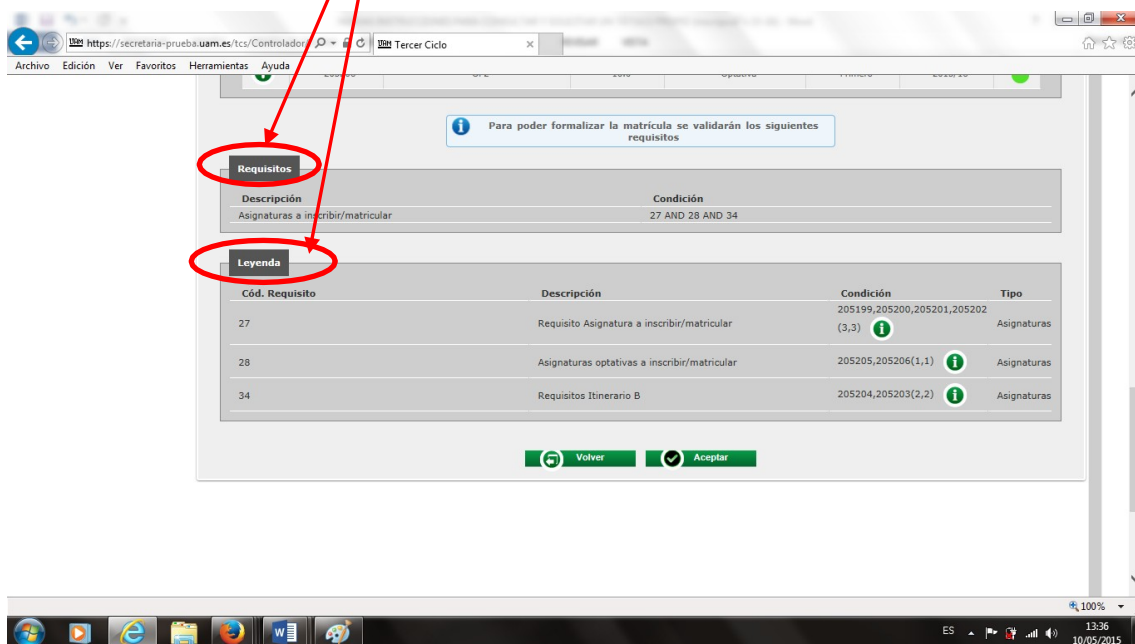 https://secretaria-prueba.uam.es/tcs/Controlador/
UAM Tercer Ciclo
Archivo Edición Ver Favoritos Herramientas Ayuda
Para poder formalizar la matrícula se validarán los siguientes
requisitos
Requisitos
Descripción Condición
Asignaturas a inscribir/matricular 27 AND 28 AND 34
Leyenda
Cód. Requisito Descripción Condición Tipo
27 Requisito Asignatura a inscribir/matricular 205199,205200,205201,205202 (3,3) Asignaturas
28 Asignaturas optativas a inscribir/matricular 205205,205206(1,1) Asignaturas
34 Requisitos Itinerario B 205204,205203(2,2) Asignaturas
Volver Aceptar
100%
ES 13:36
10/05/2015